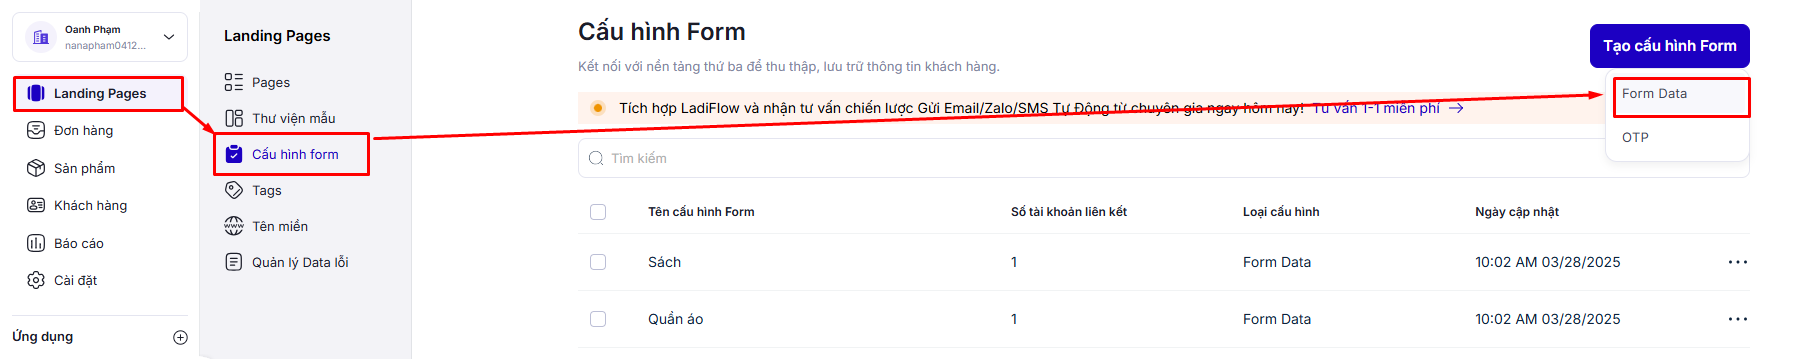 Oanh Phạm
nanapham0412...
Landing Pages
Đơn hàng
Sản phẩm
Khách hàng
Báo cáo
Cài đặt
Ứng dụng
Landing Pages
Pages
Thư viện mẫu
Cấu hình form
Tags
Tên miền
Quản lý Data lỗi
Cấu hình Form
Kết nối với nền tảng thứ ba để thu thập, lưu trữ thông tin khách hàng.
Tạo cấu hình Form
Form Data
OTP
Tích hợp LadiFlow và nhận tư vấn chiến lược Gửi Email/Zalo/SMS Tự Động từ chuyên gia ngay hôm nay! Tư vấn 1-1 miễn phí →
Tìm kiếm
Tên cấu hình Form Số tài khoản liên kết Loại cấu hình Ngày cập nhật
Sách 1 Form Data 10:02 AM 03/28/2025
Quần áo 1 Form Data 10:02 AM 03/28/2025